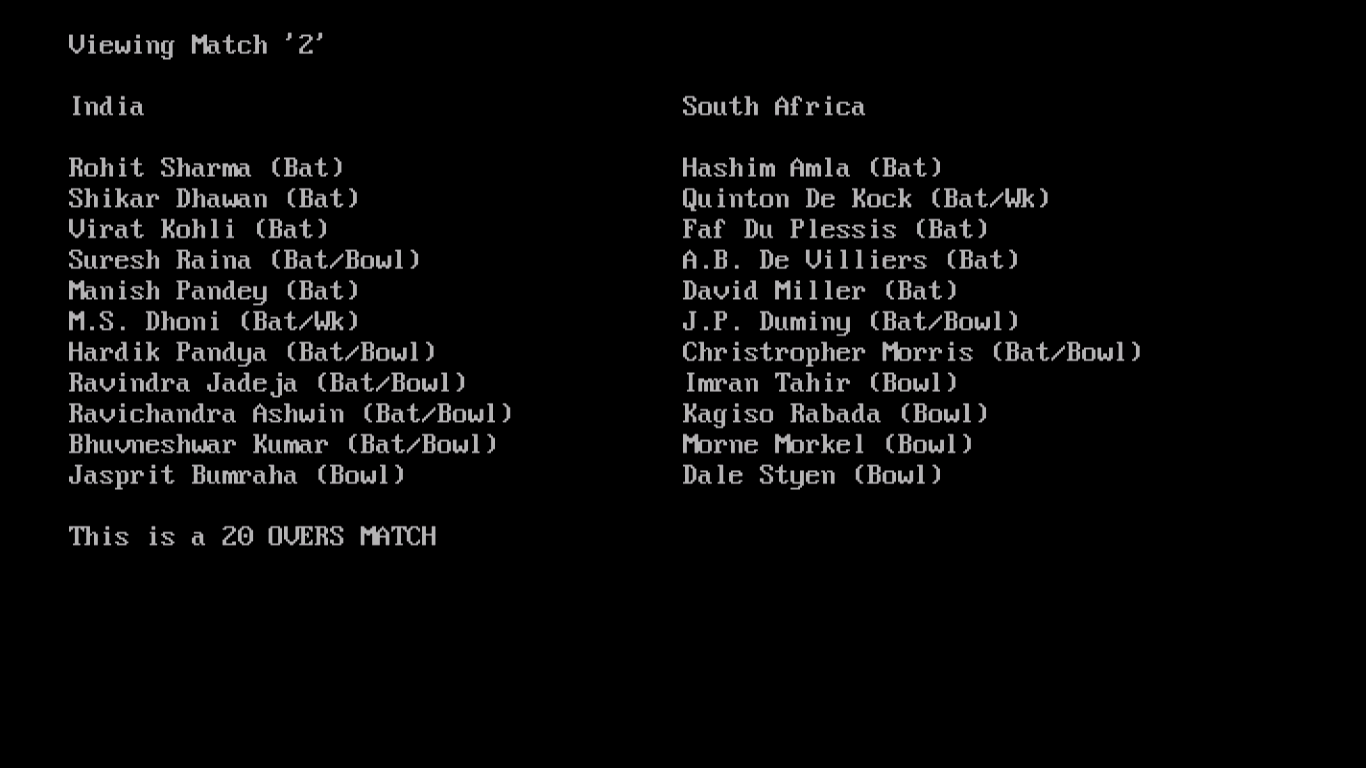 Viewing Match '2'
India South Africa
Rohit Sharma (Bat) Hashim Amla (Bat)
Shikar Dhawan (Bat) Quinton De Kock (Bat/Wk)
Virat Kohli (Bat) Faf Du Plessis (Bat)
Suresh Raina (Bat/Bowl) A.B. De Villiers (Bat)
Manish Pandey (Bat) David Miller (Bat)
M.S. Dhoni (Bat/Wk) J.P. Duminy (Bat/Bowl)
Hardik Pandya (Bat/Bowl) Christropher Morris (Bat/Bowl)
Ravindra Jadeja (Bat/Bowl) Imran Tahir (Bowl)
Ravichandra Ashwin (Bat/Bowl) Kagiso Rabada (Bowl)
Bhuvneshwar Kumar (Bat/Bowl) Morne Morkel (Bowl)
Jasprit Bumraha (Bowl) Dale Styen (Bowl)
This is a 20 OVERS MATCH